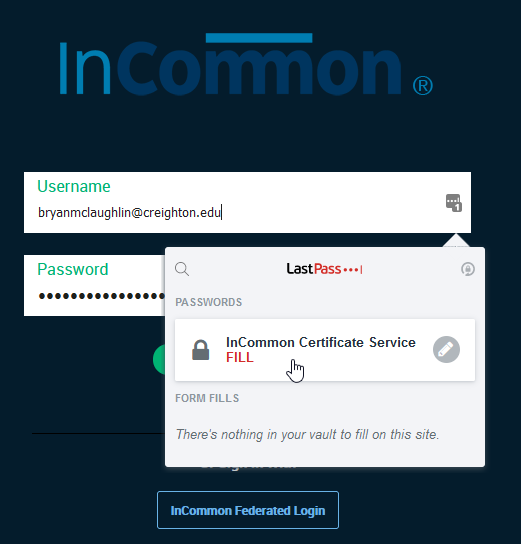 InCommon®
Username
bryanmclaughlin@creighton.edu
1
Password
LastPass
PASSWORDS
InCommon Certificate Service
FILL
FORM FILLS
There's nothing in your vault to fill on this site.
InCommon Federated Login